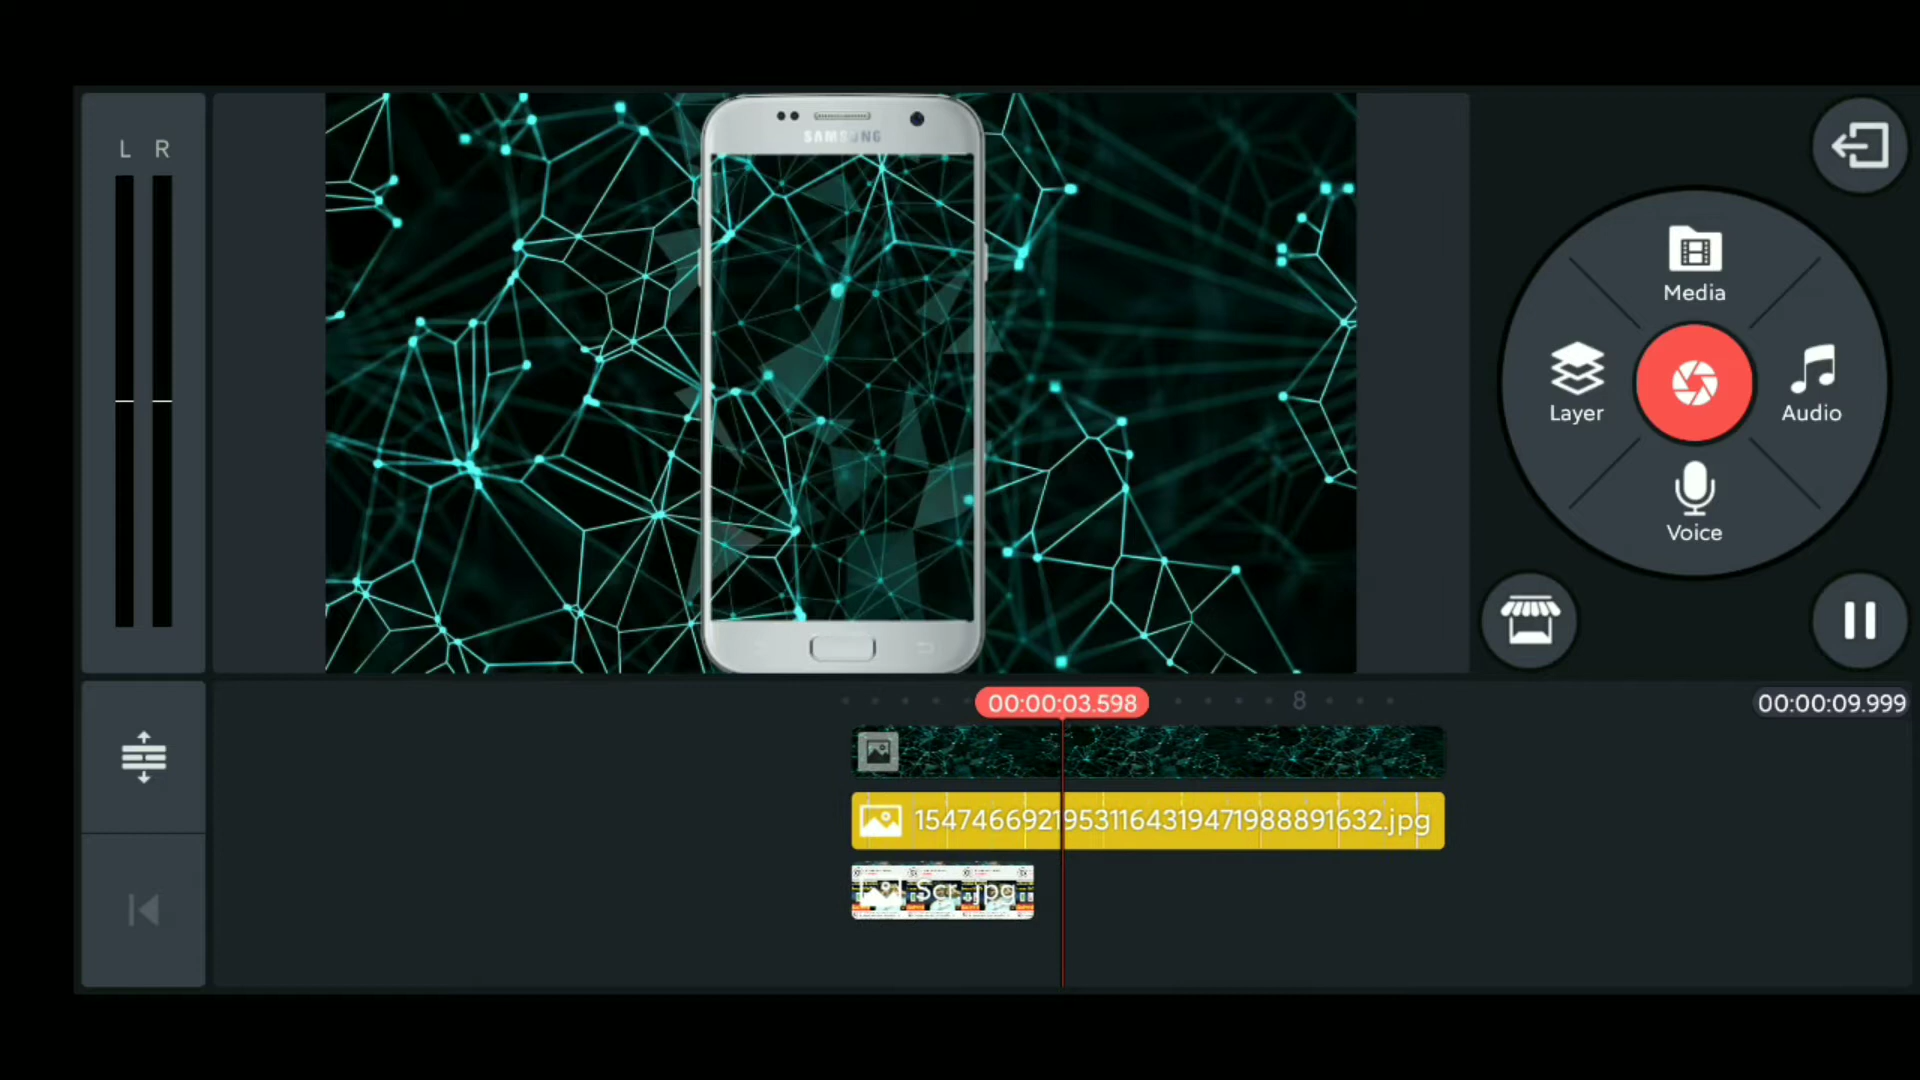 L R
SAMSUNG
Media
Layer
Audio
Voice
00:00:03.598
8
00:00:09.999
15474669219531164319471988891632.jpg
Scr.jpg